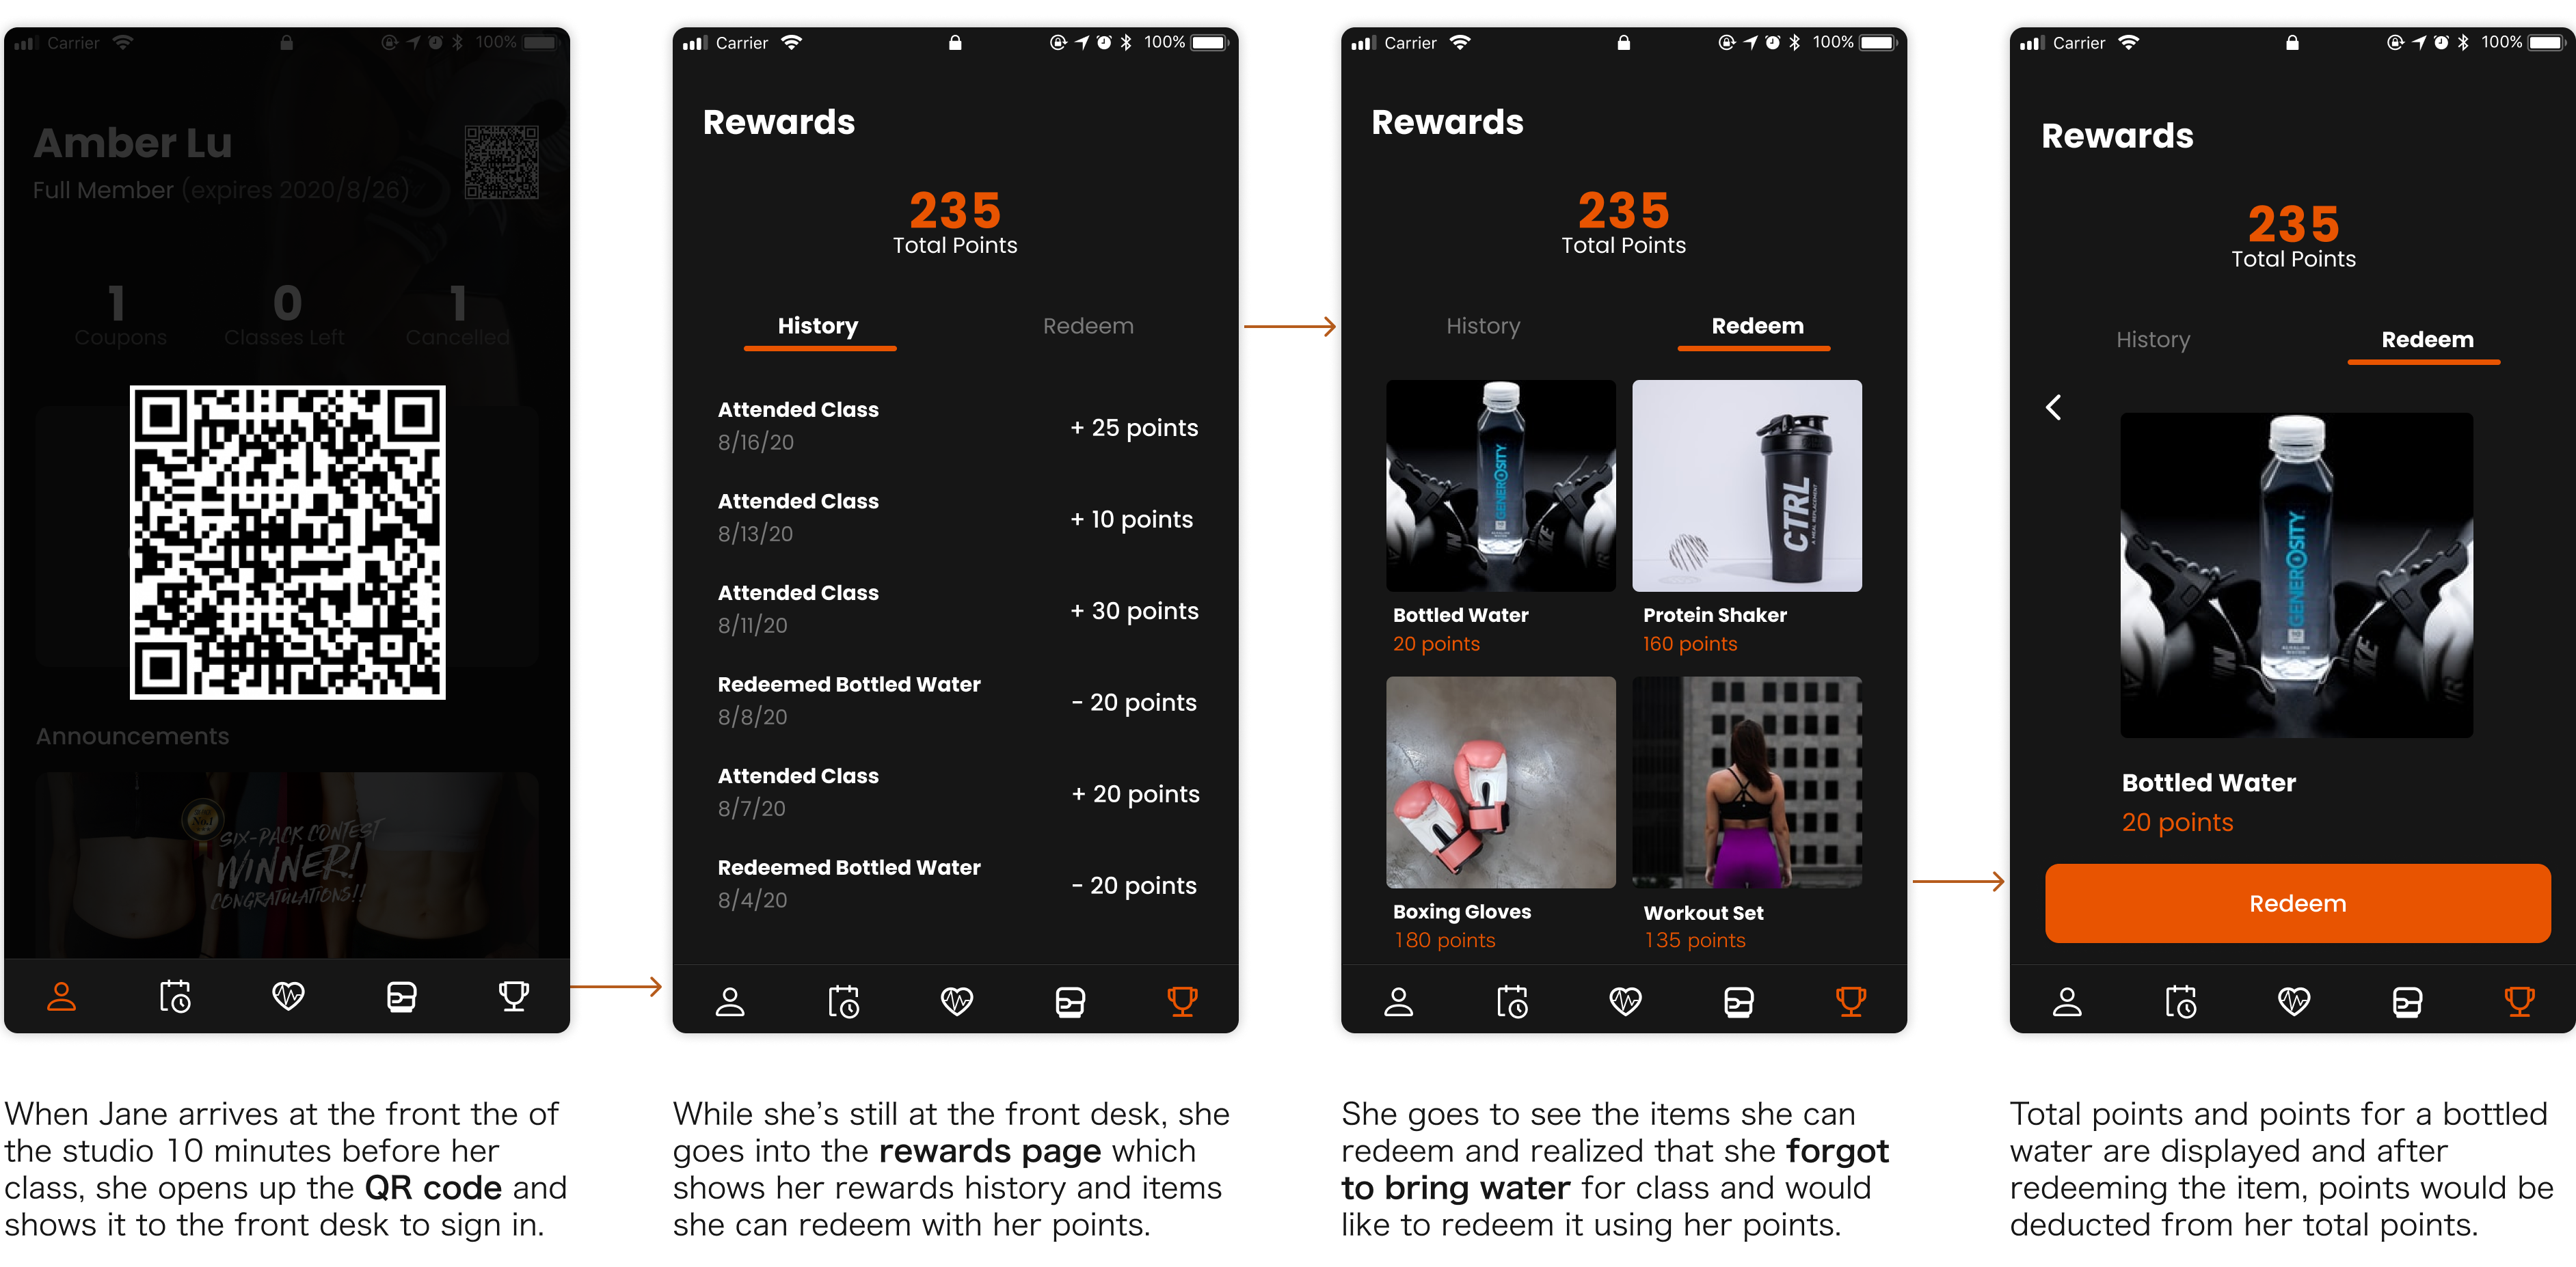 Carrier 100%
Amber Lu
Full Member (expires 2020/8/26)
1 0 1
Coupons Classes Left Cancelled
Announcements
No.1
SIX-PACK CONTEST
WINNER!
CONGRATULATIONS!!
When Jane arrives at the front the of
the studio 10 minutes before her
class, she opens up the QR code and
shows it to the front desk to sign in.
Carrier 100%
Rewards
235
Total Points
History Redeem
Attended Class
8/16/20
+ 25 points
Attended Class
8/13/20
+ 10 points
Attended Class
8/11/20
+ 30 points
Redeemed Bottled Water
8/8/20
- 20 points
Attended Class
8/7/20
+ 20 points
Redeemed Bottled Water
8/4/20
- 20 points
While she’s still at the front desk, she
goes into the rewards page which
shows her rewards history and items
she can redeem with her points.
Carrier 100%
Rewards
235
Total Points
History Redeem
GENEROSITY
CTRL
A MEAL REPLACEMENT
Bottled Water
20 points
Protein Shaker
160 points
Boxing Gloves
180 points
Workout Set
135 points
She goes to see the items she can
redeem and realized that she forgot
to bring water for class and would
like to redeem it using her points.
Carrier 100%
Rewards
235
Total Points
History Redeem
GENEROSITY
ALKALINE
WATER
Bottled Water
20 points
Redeem
Total points and points for a bottled
water are displayed and after
redeeming the item, points would be
deducted from her total points.